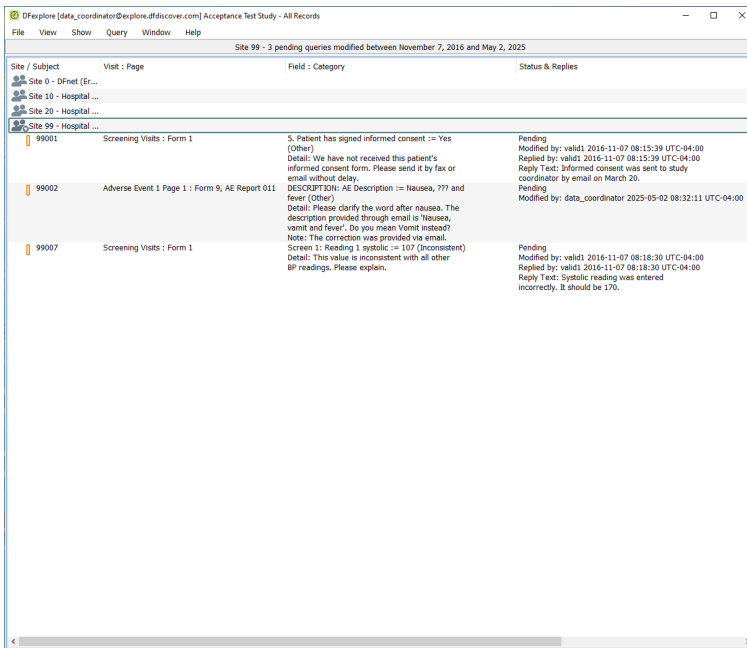 DFexplore [data_coordinator@explore.dfdiscover.com] Acceptance Test Study - All Records
File View Show Query Window Help
Site 99 - 3 pending queries modified between November 7, 2016 and May 2, 2025
Site / Subject Visit : Page Field : Category Status & Replies
Site 0 - DFnet (Er...
Site 10 - Hospital ...
Site 20 - Hospital ...
Site 99 - Hospital ...
99001 Screening Visits : Form 1 5. Patient has signed informed consent := Yes Pending
(Other) Modified by: valid1 2016-11-07 08:15:39 UTC-04:00
Detail: We have not received this patient's Replied by: valid1 2016-11-07 08:15:39 UTC-04:00
informed consent form. Please send it by fax or Reply Text: Informed consent was sent to study
email without delay. coordinator by email on March 20.
99002 Adverse Event 1 Page 1 : Form 9, AE Report 011 DESCRIPTION: AE Description := Nausea, ??? and Pending
fever (Other) Modified by: data_coordinator 2025-05-02 08:32:11 UTC-04:00
Detail: Please clarify the word after nausea. The
description provided through email is 'Nausea,
vamit and fever'. Do you mean Vomit instead?
Note: The correction was provided via email.
99007 Screening Visits : Form 1 Screen 1: Reading 1 systolic := 107 (Inconsistent) Pending
Detail: This value is inconsistent with all other Modified by: valid1 2016-11-07 08:18:30 UTC-04:00
BP readings. Please explain. Replied by: valid1 2016-11-07 08:18:30 UTC-04:00
Reply Text: Systolic reading was entered
incorrectly. It should be 170.